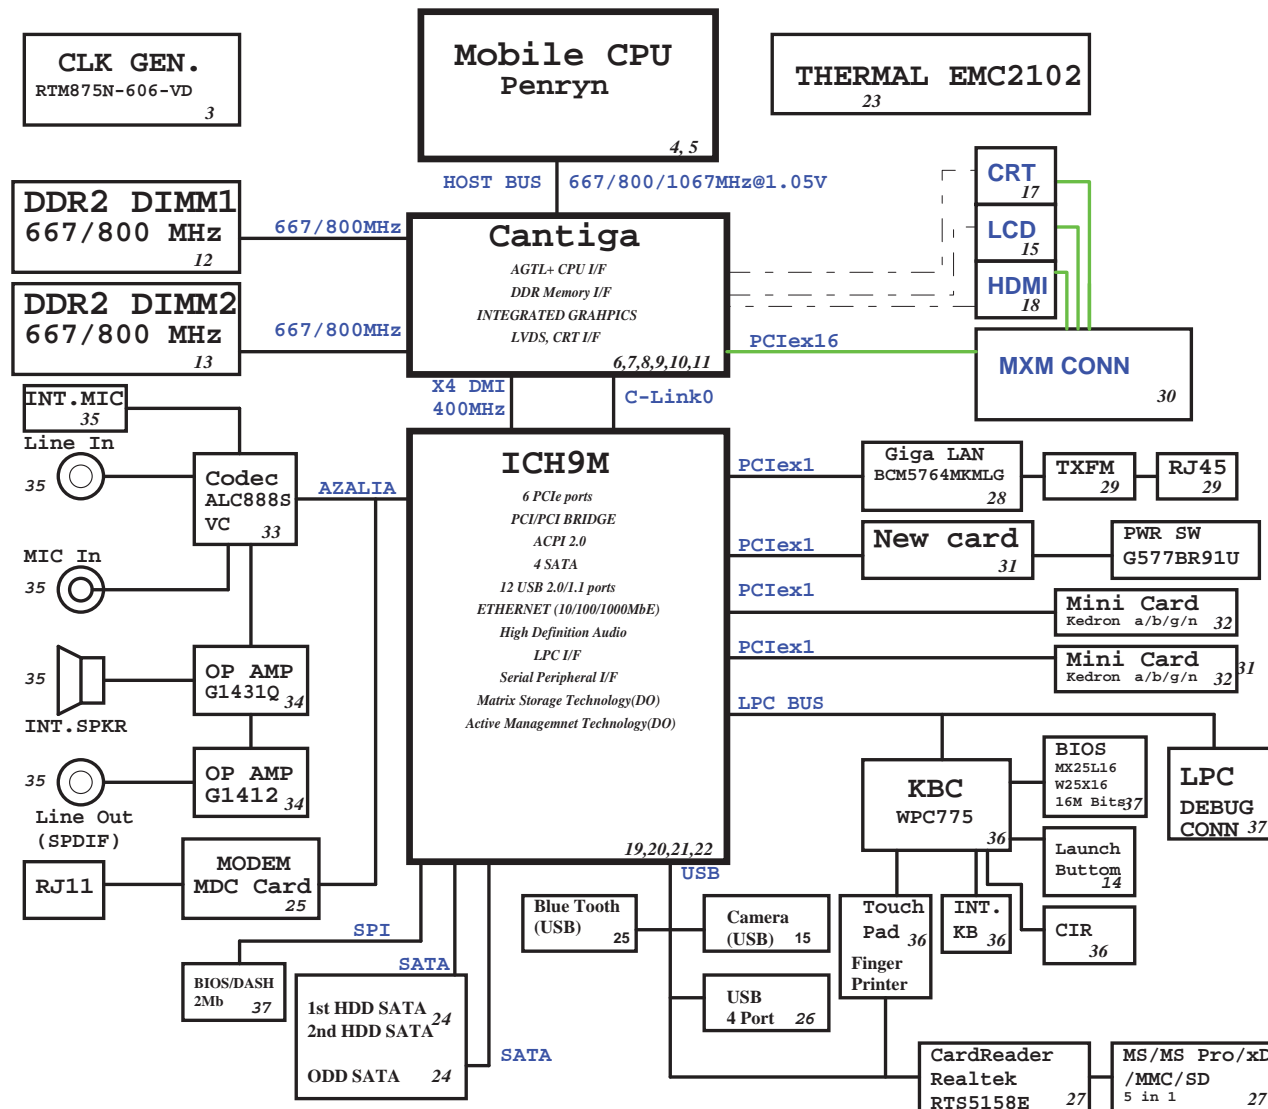 CLK GEN.
RTM875N-606-VD
3
Mobile CPU
Penryn
4, 5
THERMAL EMC2102
23
HOST BUS
667/800/1067MHz@1.05V
DDR2 DIMM1
667/800 MHz
12
667/800MHz
DDR2 DIMM2
667/800 MHz
13
667/800MHz
Cantiga
AGTL+ CPU I/F
DDR Memory I/F
INTEGRATED GRAHPICS
LVDS, CRT I/F
6,7,8,9,10,11
CRT
17
LCD
15
HDMI
18
PCIex16
MXM CONN
30
X4 DMI
400MHz
C-Link0
INT.MIC
35
Line In
35
Codec
ALC888S
VC
33
AZALIA
MIC In
35
OP AMP
G1431Q
34
35
INT.SPKR
OP AMP
G1412
34
35
Line Out
(SPDIF)
RJ11
MODEM
MDC Card
25
ICH9M
6 PCIe ports
PCI/PCI BRIDGE
ACPI 2.0
4 SATA
12 USB 2.0/1.1 ports
ETHERNET (10/100/1000MbE)
High Definition Audio
LPC I/F
Serial Peripheral I/F
Matrix Storage Technology(DO)
Active Managemnet Technology(DO)
19,20,21,22
PCIex1
Giga LAN
BCM5764MKMLG
28
TXFM
29
RJ45
29
PCIex1
New card
31
PWR SW
G577BR91U
31
PCIex1
Mini Card
Kedron a/b/g/n
32
PCIex1
Mini Card
Kedron a/b/g/n
32
LPC BUS
KBC
WPC775
36
BIOS
MX25L16
W25X16
16M Bits
37
LPC
DEBUG
CONN
37
Launch
Buttom
14
Touch
Pad
36
Finger
Printer
INT.
KB
36
CIR
36
USB
Blue Tooth
(USB)
25
Camera
(USB)
15
USB
4 Port
26
SPI
BIOS/DASH
2Mb
37
SATA
1st HDD SATA
24
2nd HDD SATA
ODD SATA
24
SATA
CardReader
Realtek
RTS5158E
27
MS/MS Pro/xD
/MMC/SD
5 in 1
27